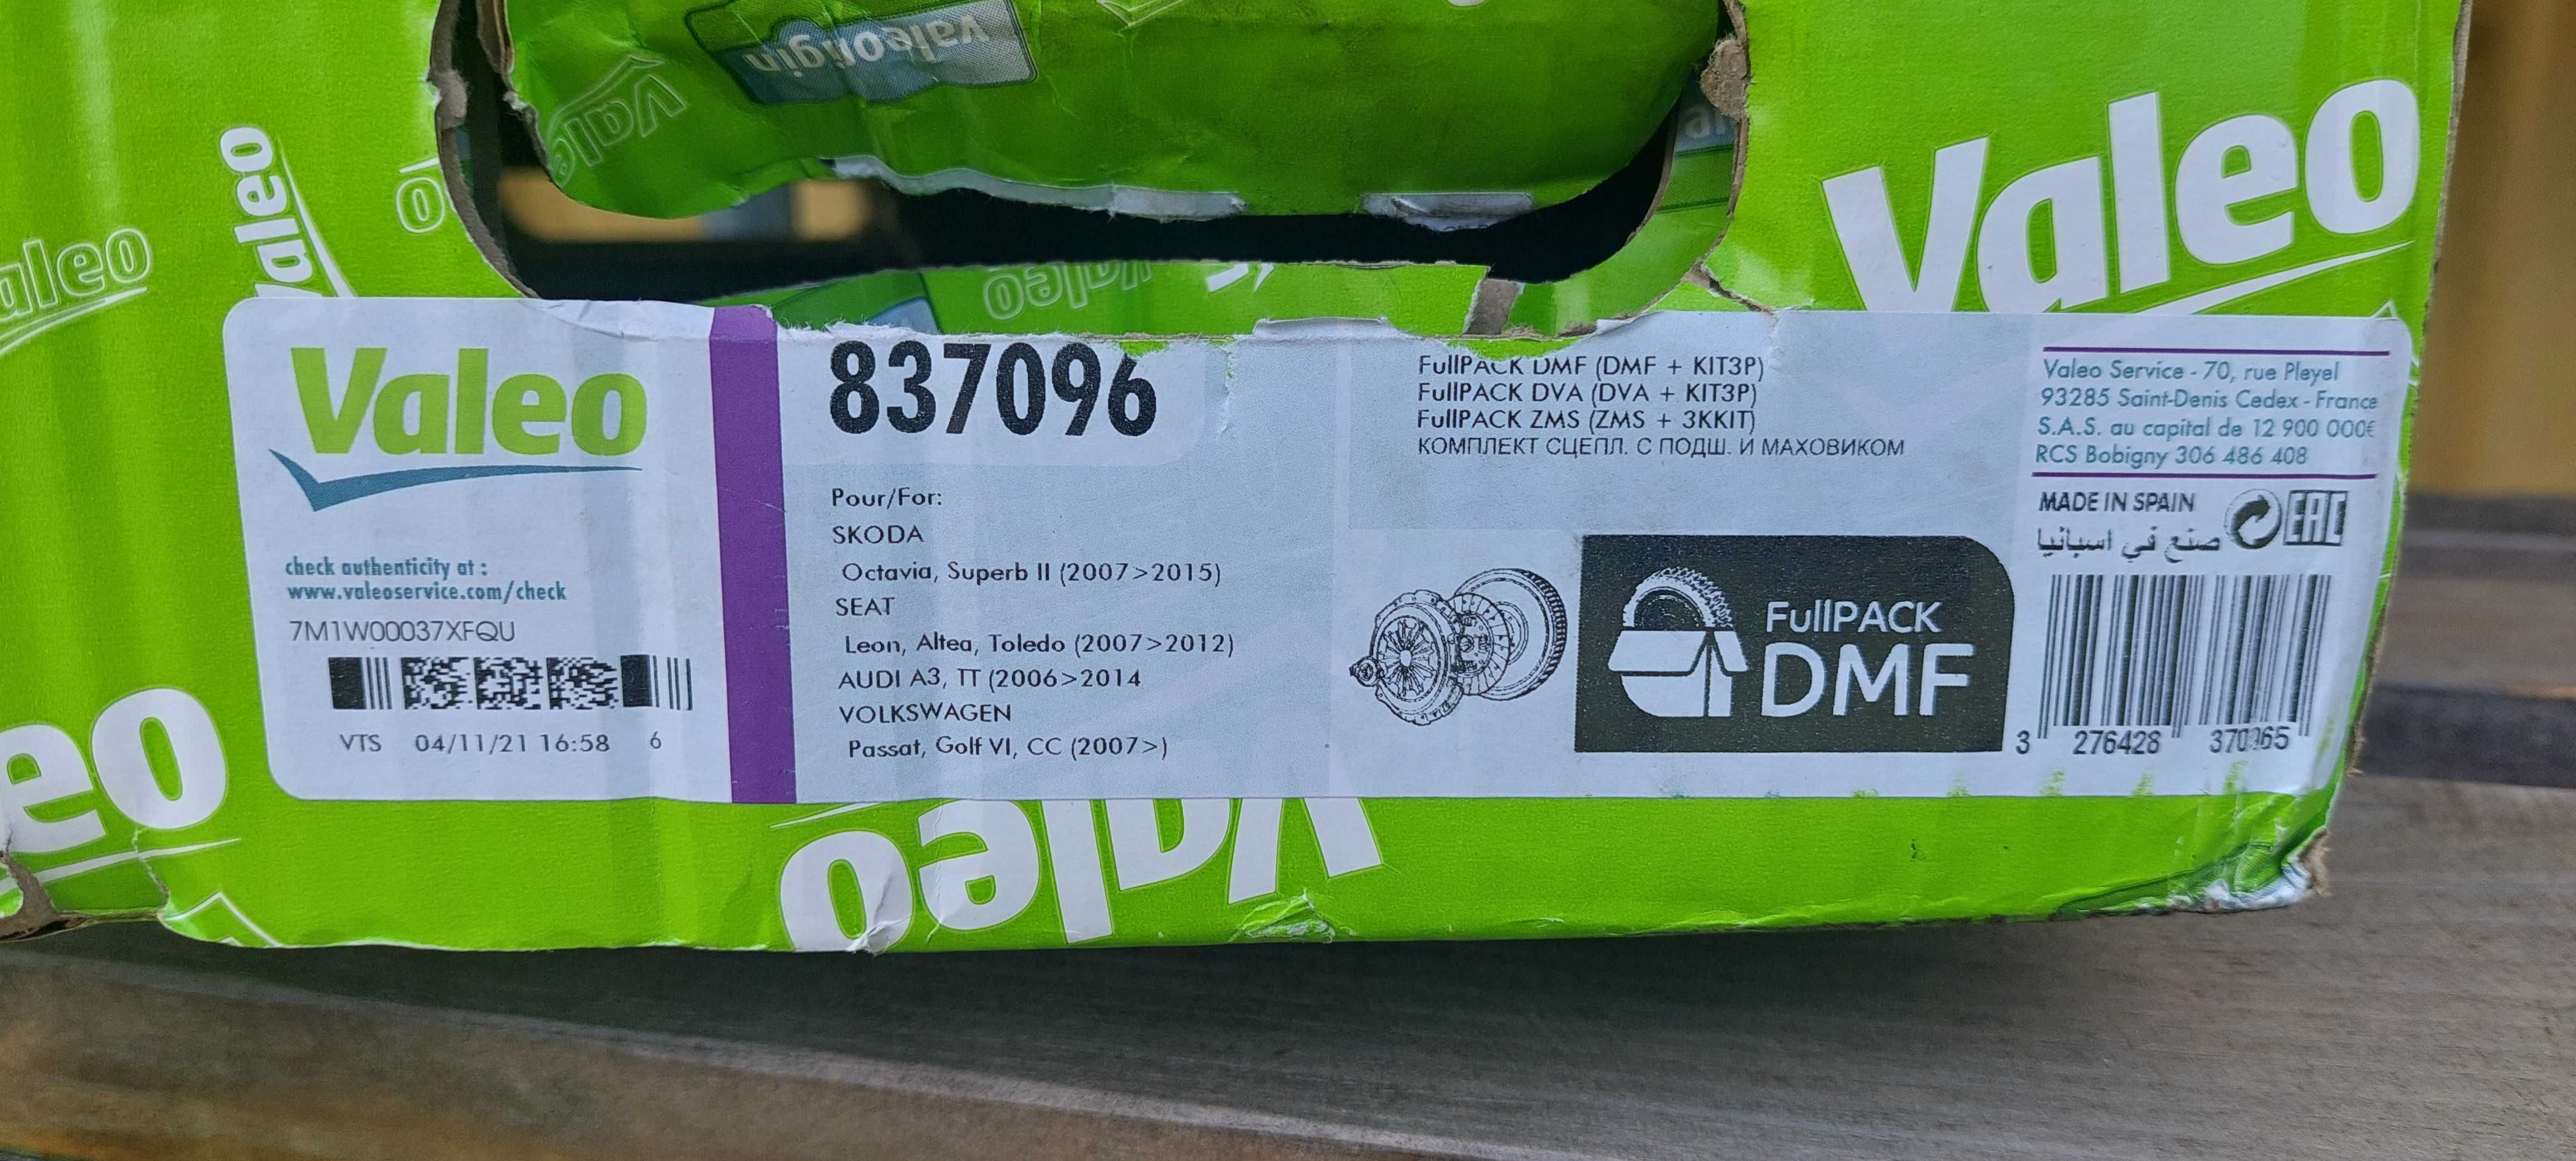 valeOrigin
Valeo
Valeo
Valeo
Valeo
Valeo
Valeo
837096
FullPACK DMF (DMF + KIT3P)
FullPACK DVA (DVA + KIT3P)
FullPACK ZMS (ZMS + 3KKIT)
КОМПЛЕКТ СЦЕПЛ. С ПОДШ. И МАХОВИКОМ
Valeo Service - 70, rue Pleyel
93285 Saint-Denis Cedex - France
S.A.S. au capital de 12 900 000€
RCS Bobigny 306 486 408
MADE IN SPAIN
صنع في اسبانيا
EAC
check authenticity at :
www.valeoservice.com/check
7M1W00037XFQU
VTS 04/11/21 16:58 6
Pour/For:
SKODA
Octavia, Superb II (2007>2015)
SEAT
Leon, Altea, Toledo (2007>2012)
AUDI A3, TT (2006>2014
VOLKSWAGEN
Passat, Golf VI, CC (2007>)
FullPACK
DMF
3 276428
Valeo